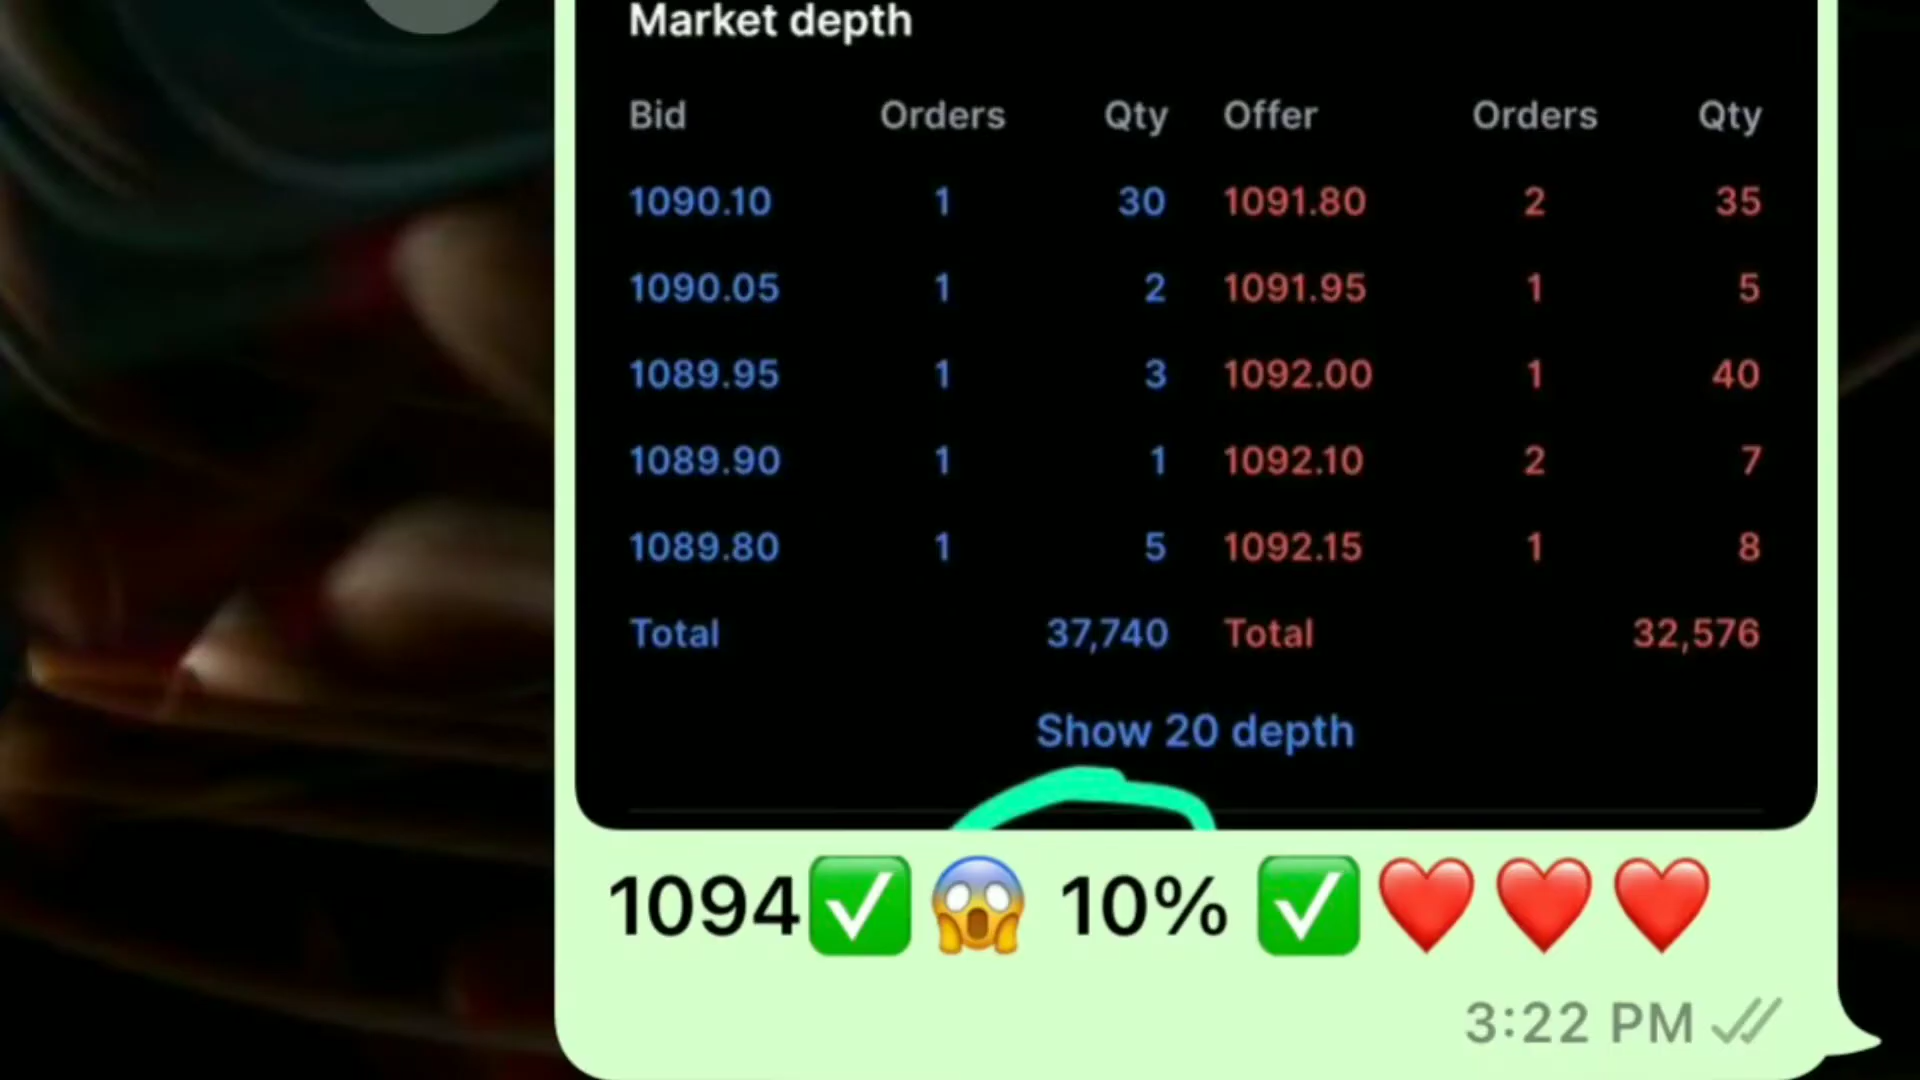 Market depth
Bid Orders Qty Offer Orders Qty
1090.10 1 30 1091.80 2 35
1090.05 1 2 1091.95 1 5
1089.95 1 3 1092.00 1 40
1089.90 1 1 1092.10 2 7
1089.80 1 5 1092.15 1 8
Total 37,740 Total 32,576
Show 20 depth
1094✅😱 10% ✅❤️❤️❤️
3:22 PM